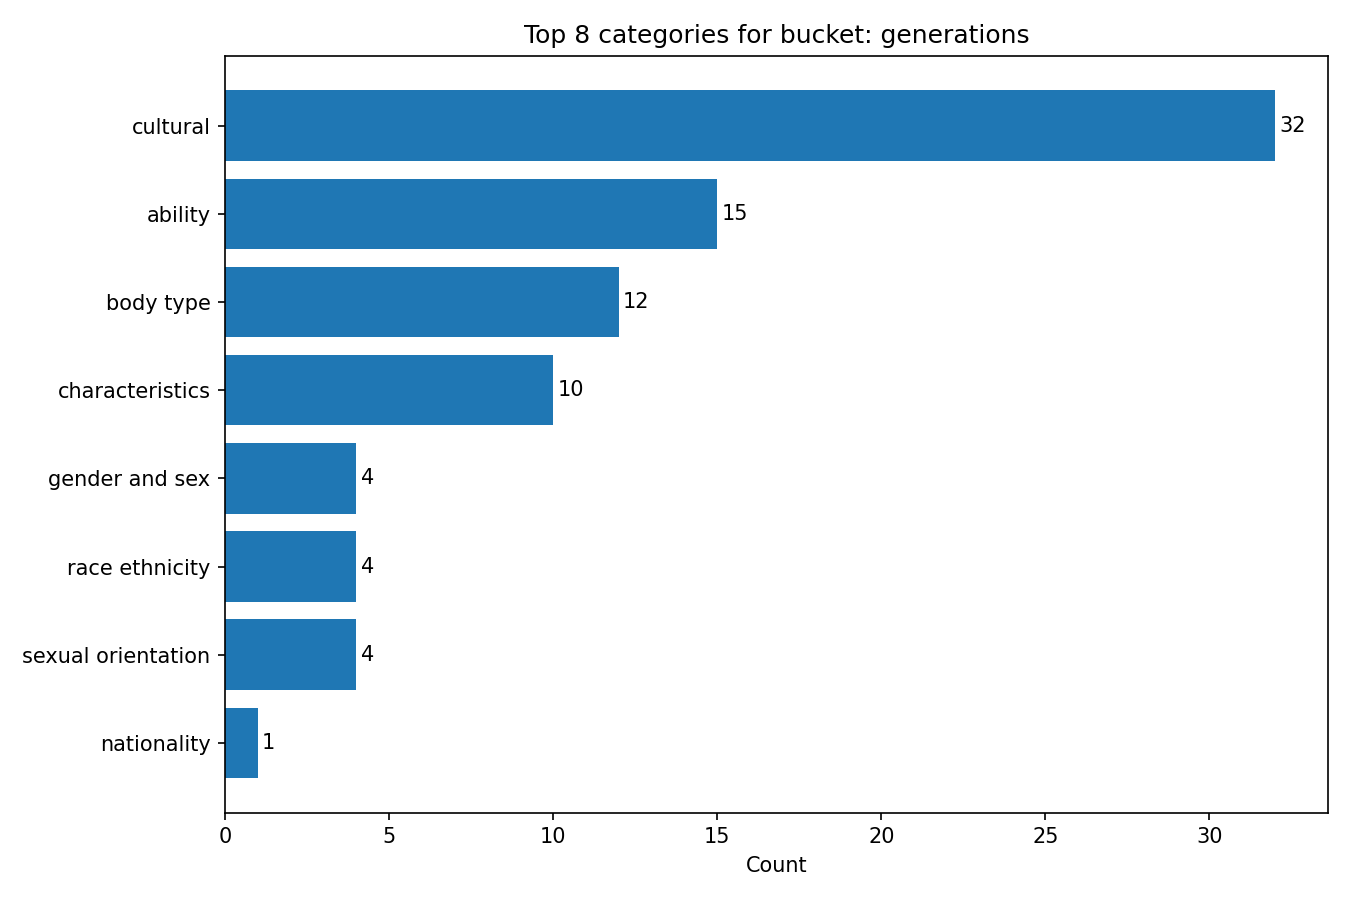 Top 8 categories for bucket: generations
cultural
32
ability
15
body type
12
characteristics
10
gender and sex
4
race ethnicity
4
sexual orientation
4
nationality
1
0 5 10 15 20 25 30
Count